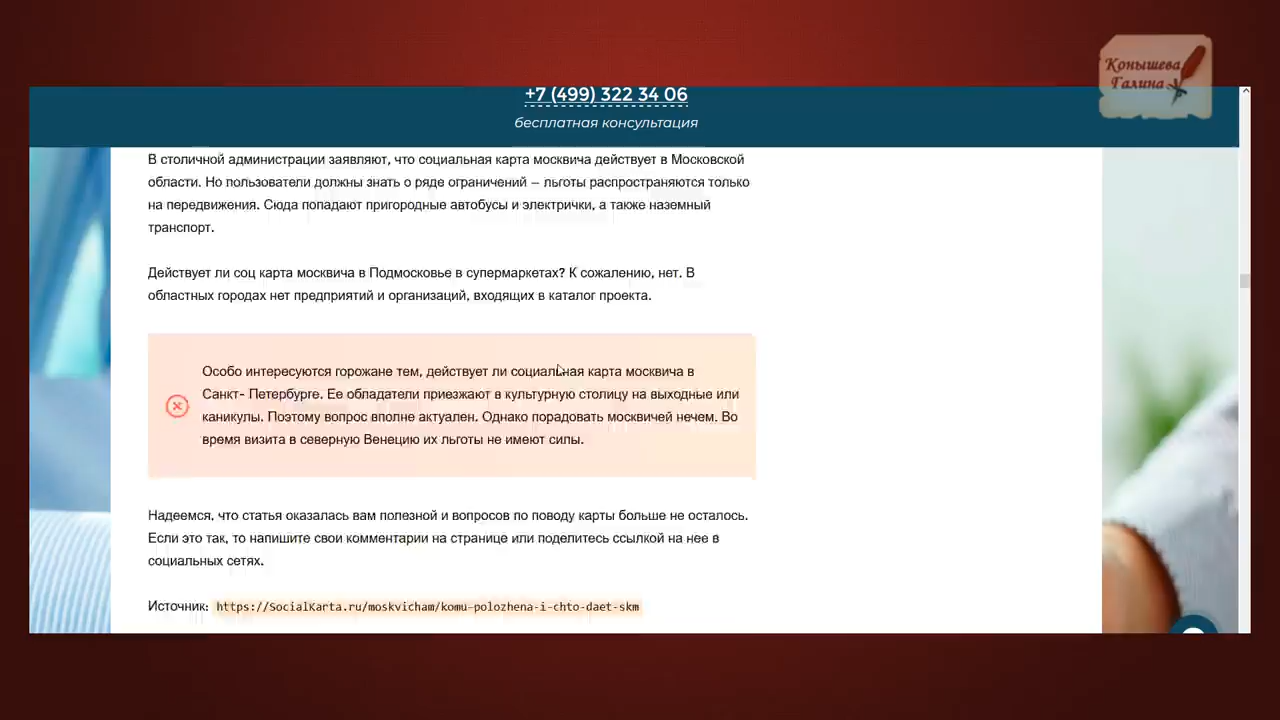 Конышева
Галина
+7 (499) 322 34 06
бесплатная консультация
В столичной администрации заявляют, что социальная карта москвича действует в Московской
области. Но пользователи должны знать о ряде ограничений – льготы распространяются только
на передвижения. Сюда попадают пригородные автобусы и электрички, а также наземный
транспорт.
Действует ли соц карта москвича в Подмосковье в супермаркетах? К сожалению, нет. В
областных городах нет предприятий и организаций, входящих в каталог проекта.
Особо интересуются горожане тем, действует ли социальная карта москвича в
Санкт- Петербурге. Ее обладатели приезжают в культурную столицу на выходные или
каникулы. Поэтому вопрос вполне актуален. Однако порадовать москвичей нечем. Во
время визита в северную Венецию их льготы не имеют силы.
Надеемся, что статья оказалась вам полезной и вопросов по поводу карты больше не осталось.
Если это так, то напишите свои комментарии на странице или поделитесь ссылкой на нее в
социальных сетях.
Источник: https://SocialKarta.ru/moskvicham/komu-polozhena-i-chto-daet-skm